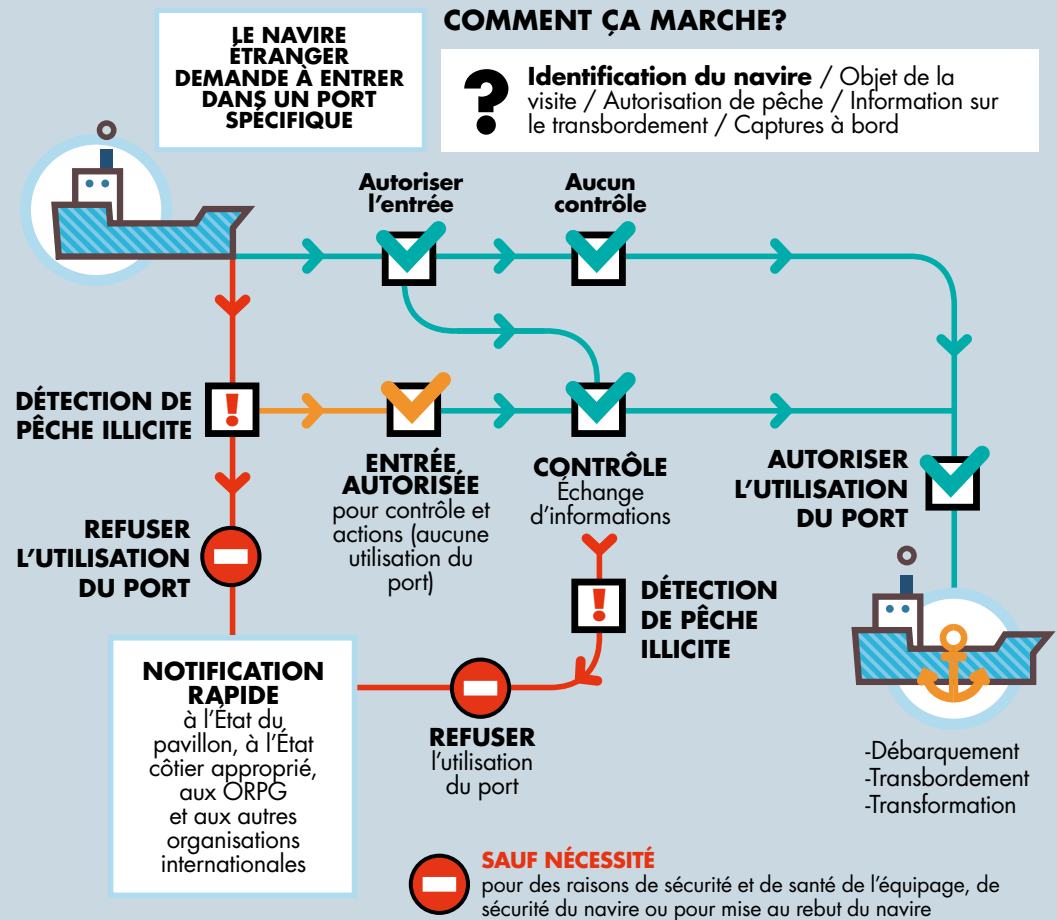 COMMENT ÇA MARCHE?
LE NAVIRE
ÉTRANGER
DEMANDE À ENTRER
DANS UN PORT
SPÉCIFIQUE
?
Identification du navire / Objet de la
visite / Autorisation de pêche / Information sur
le transbordement / Captures à bord
Autoriser
l'entrée
Aucun
contrôle
DÉTECTION DE
PÊCHE ILLICITE
!
ENTRÉE
AUTORISÉE
pour contrôle et
actions (aucune
utilisation du
port)
CONTRÔLE
Échange
d'informations
AUTORISER
L'UTILISATION
DU PORT
REFUSER
L'UTILISATION
DU PORT
!
DÉTECTION
DE PÊCHE
ILLICITE
NOTIFICATION
RAPIDE
à l'État du
pavillon, à l'État
côtier approprié,
aux ORPG
et aux autres
organisations
internationales
REFUSER
l'utilisation
du port
-Débarquement
-Transbordement
-Transformation
SAUF NÉCESSITÉ
pour des raisons de sécurité et de santé de l'équipage, de
sécurité du navire ou pour mise au rebut du navire